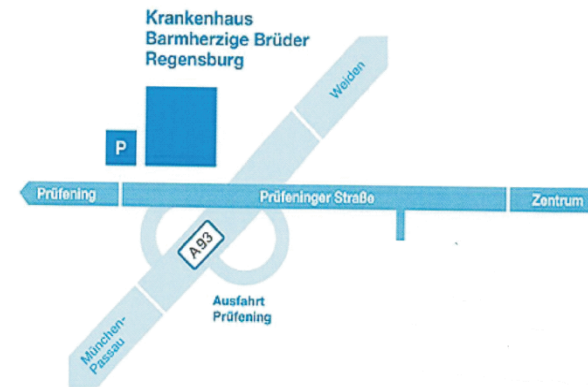 Krankenhaus
Barmherzige Brüder
Regensburg
Weiden
P
Prüfening
Prüfeninger Straße
Zentrum
A93
Ausfahrt
Prüfening
München-
Passau